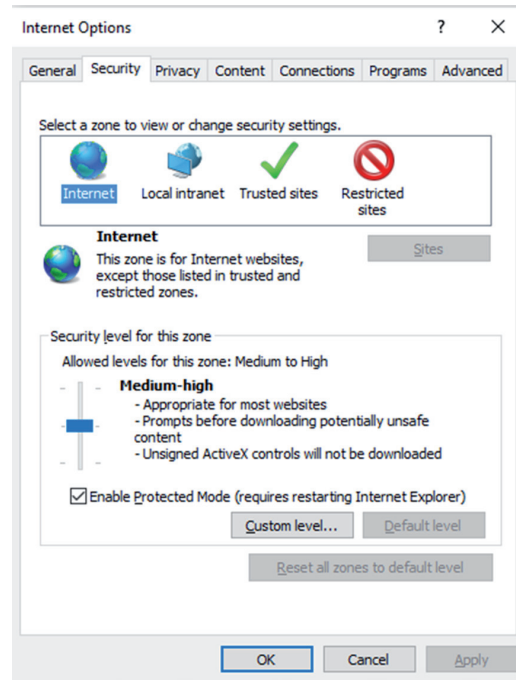 Internet Options ? X
General Security Privacy Content Connections Programs Advanced
Select a zone to view or change security settings.
Internet Local intranet Trusted sites Restricted
sites
Internet
Sites
This zone is for Internet websites,
except those listed in trusted and
restricted zones.
Security level for this zone
Allowed levels for this zone: Medium to High
Medium-high
- Appropriate for most websites
- Prompts before downloading potentially unsafe
content
- Unsigned ActiveX controls will not be downloaded
Enable Protected Mode (requires restarting Internet Explorer)
Custom level... Default level
Reset all zones to default level
OK Cancel Apply